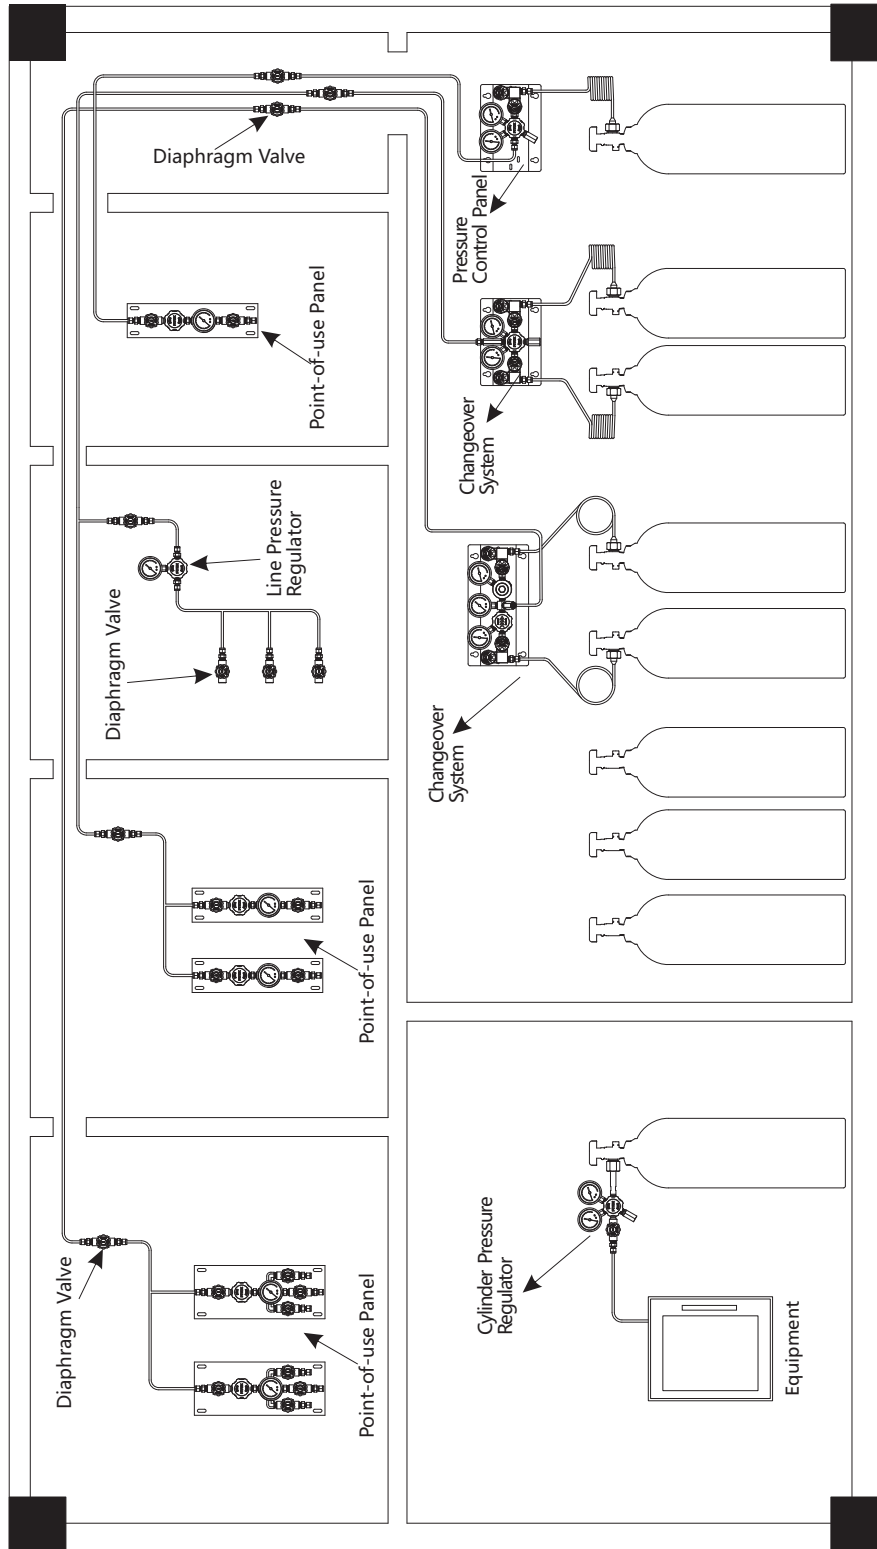 Diaphragm Valve
Pressure
Control Panel
Point-of-use Panel
Changeover
System
Line Pressure
Regulator
Diaphragm Valve
Changeover
System
Point-of-use Panel
Cylinder Pressure
Regulator
Diaphragm Valve
Point-of-use Panel
Equipment